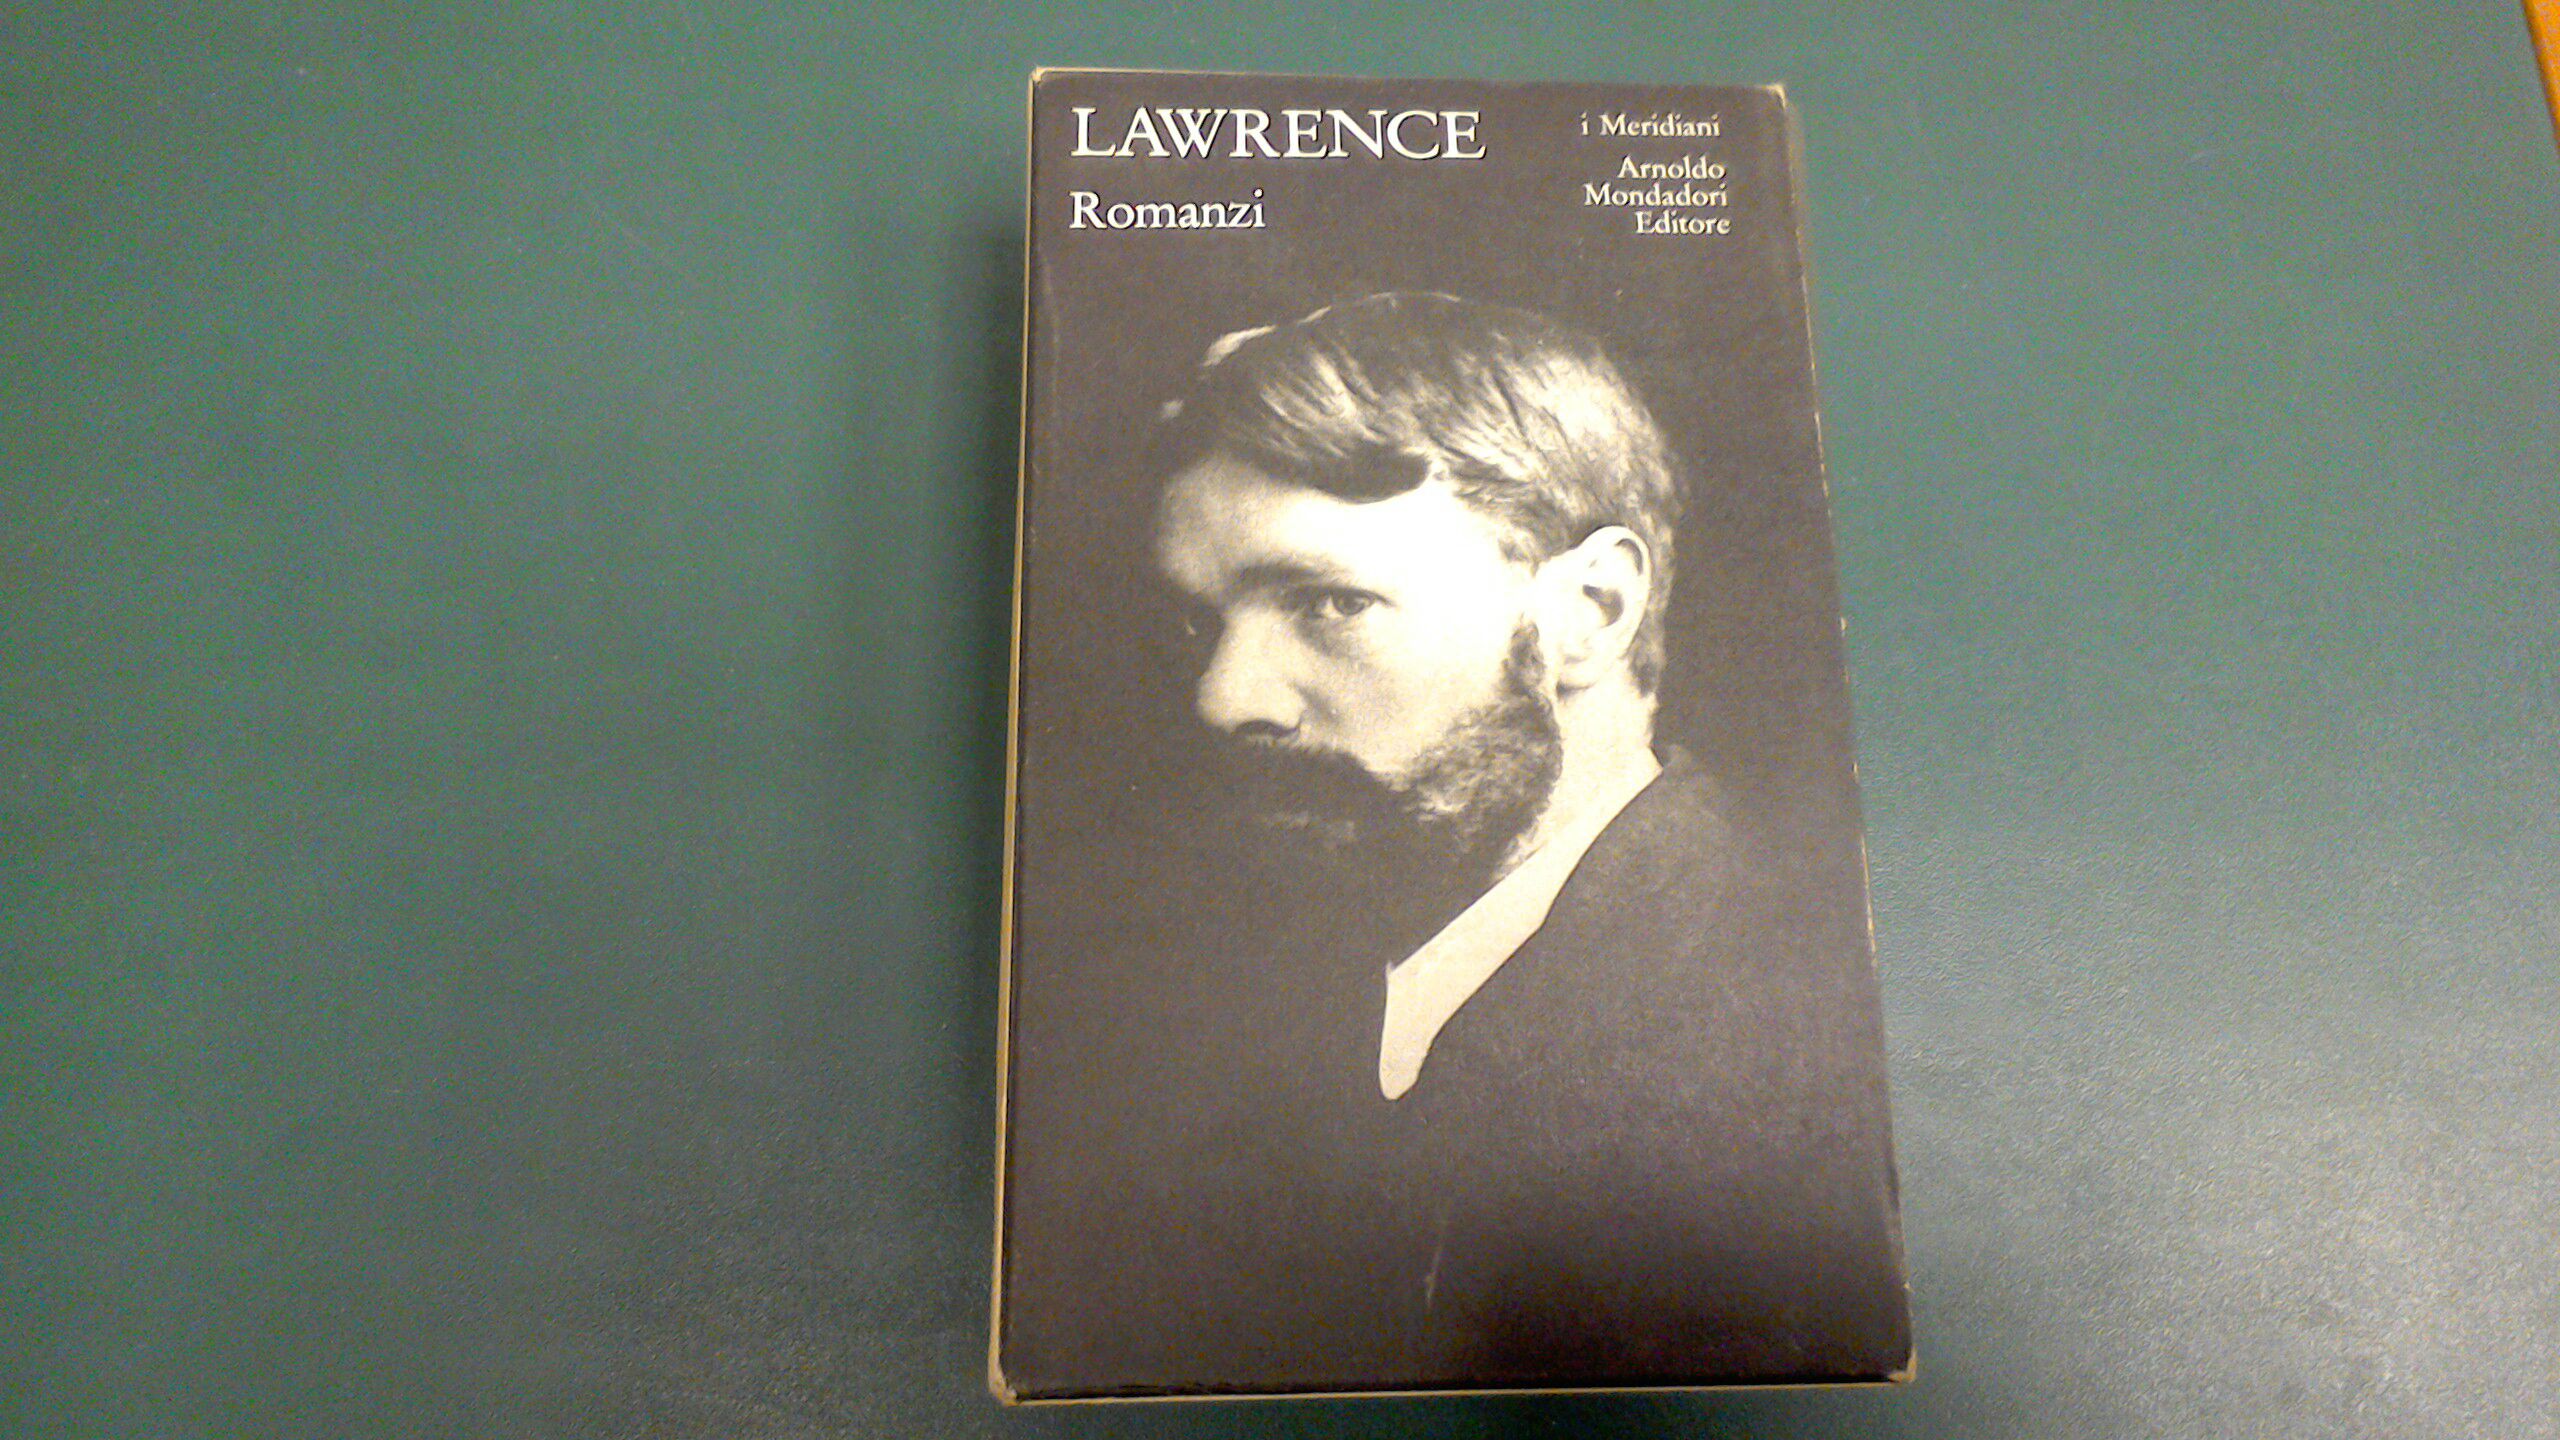 LAWRENCE
Romanzi
i Meridiani
Arnoldo
Mondadori
Editore